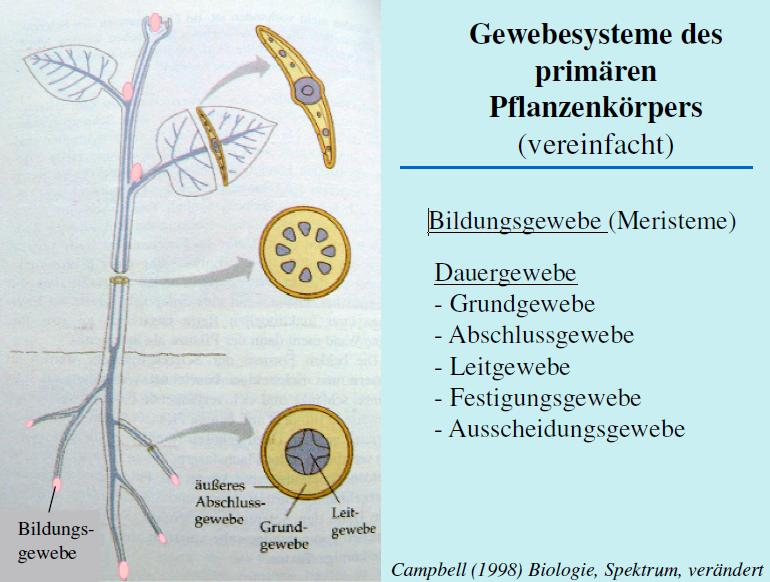 Gewebesysteme des
primären
Pflanzenkörpers
(vereinfacht)
Bildungsgewebe (Meristeme)
Dauergewebe
- Grundgewebe
- Abschlussgewebe
- Leitgewebe
- Festigungsgewebe
- Ausscheidungsgewebe
äußeres
Abschluss-
gewebe
Grund-
gewebe
Leit-
gewebe
Bildungs-
gewebe
Campbell (1998) Biologie, Spektrum, verändert